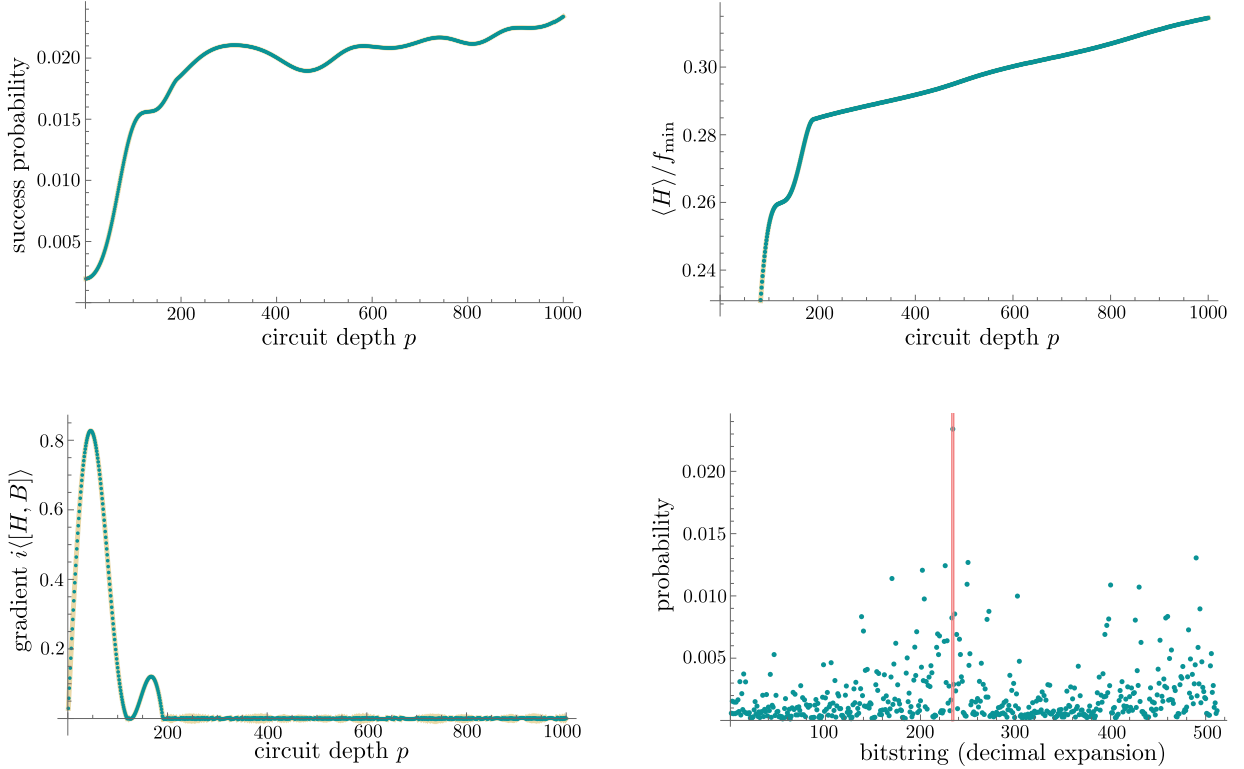 success probability
0.020
0.015
0.010
0.005
200 400 600 800 1000
circuit depth p
⟨H⟩/f_min
0.30
0.28
0.26
0.24
200 400 600 800 1000
circuit depth p
gradient i⟨[H, B]⟩
0.8
0.6
0.4
0.2
200 400 600 800 1000
circuit depth p
probability
0.020
0.015
0.010
0.005
100 200 300 400 500
bitstring (decimal expansion)